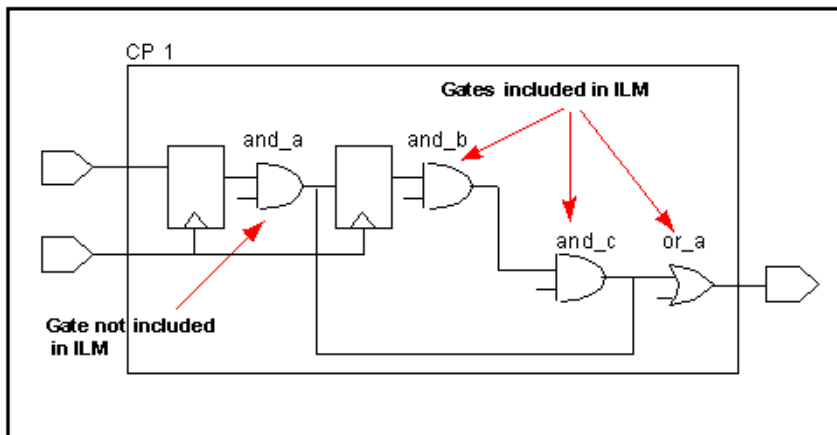 CP 1
Gates included in ILM
and_a
and_b
and_c
or_a
Gate not included
in ILM